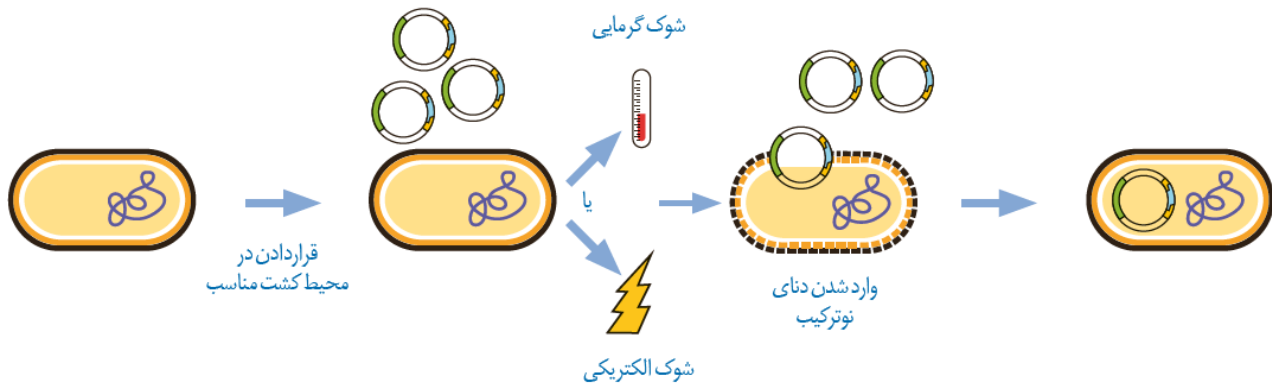 شوک گرمایی
یا
قراردادن در
محیط کشت مناسب
وارد شدن دنای
نوترکیب
شوک الکتریکی